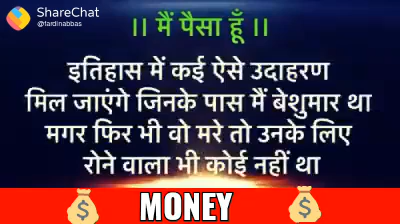 ShareChat
@fardinabbas
।। मैं पैसा हूँ ।।
इतिहास में कई ऐसे उदाहरण
मिल जाएंगे जिनके पास मैं बेशुमार था
मगर फिर भी वो मरे तो उनके लिए
रोने वाला भी कोई नहीं था
MONEY